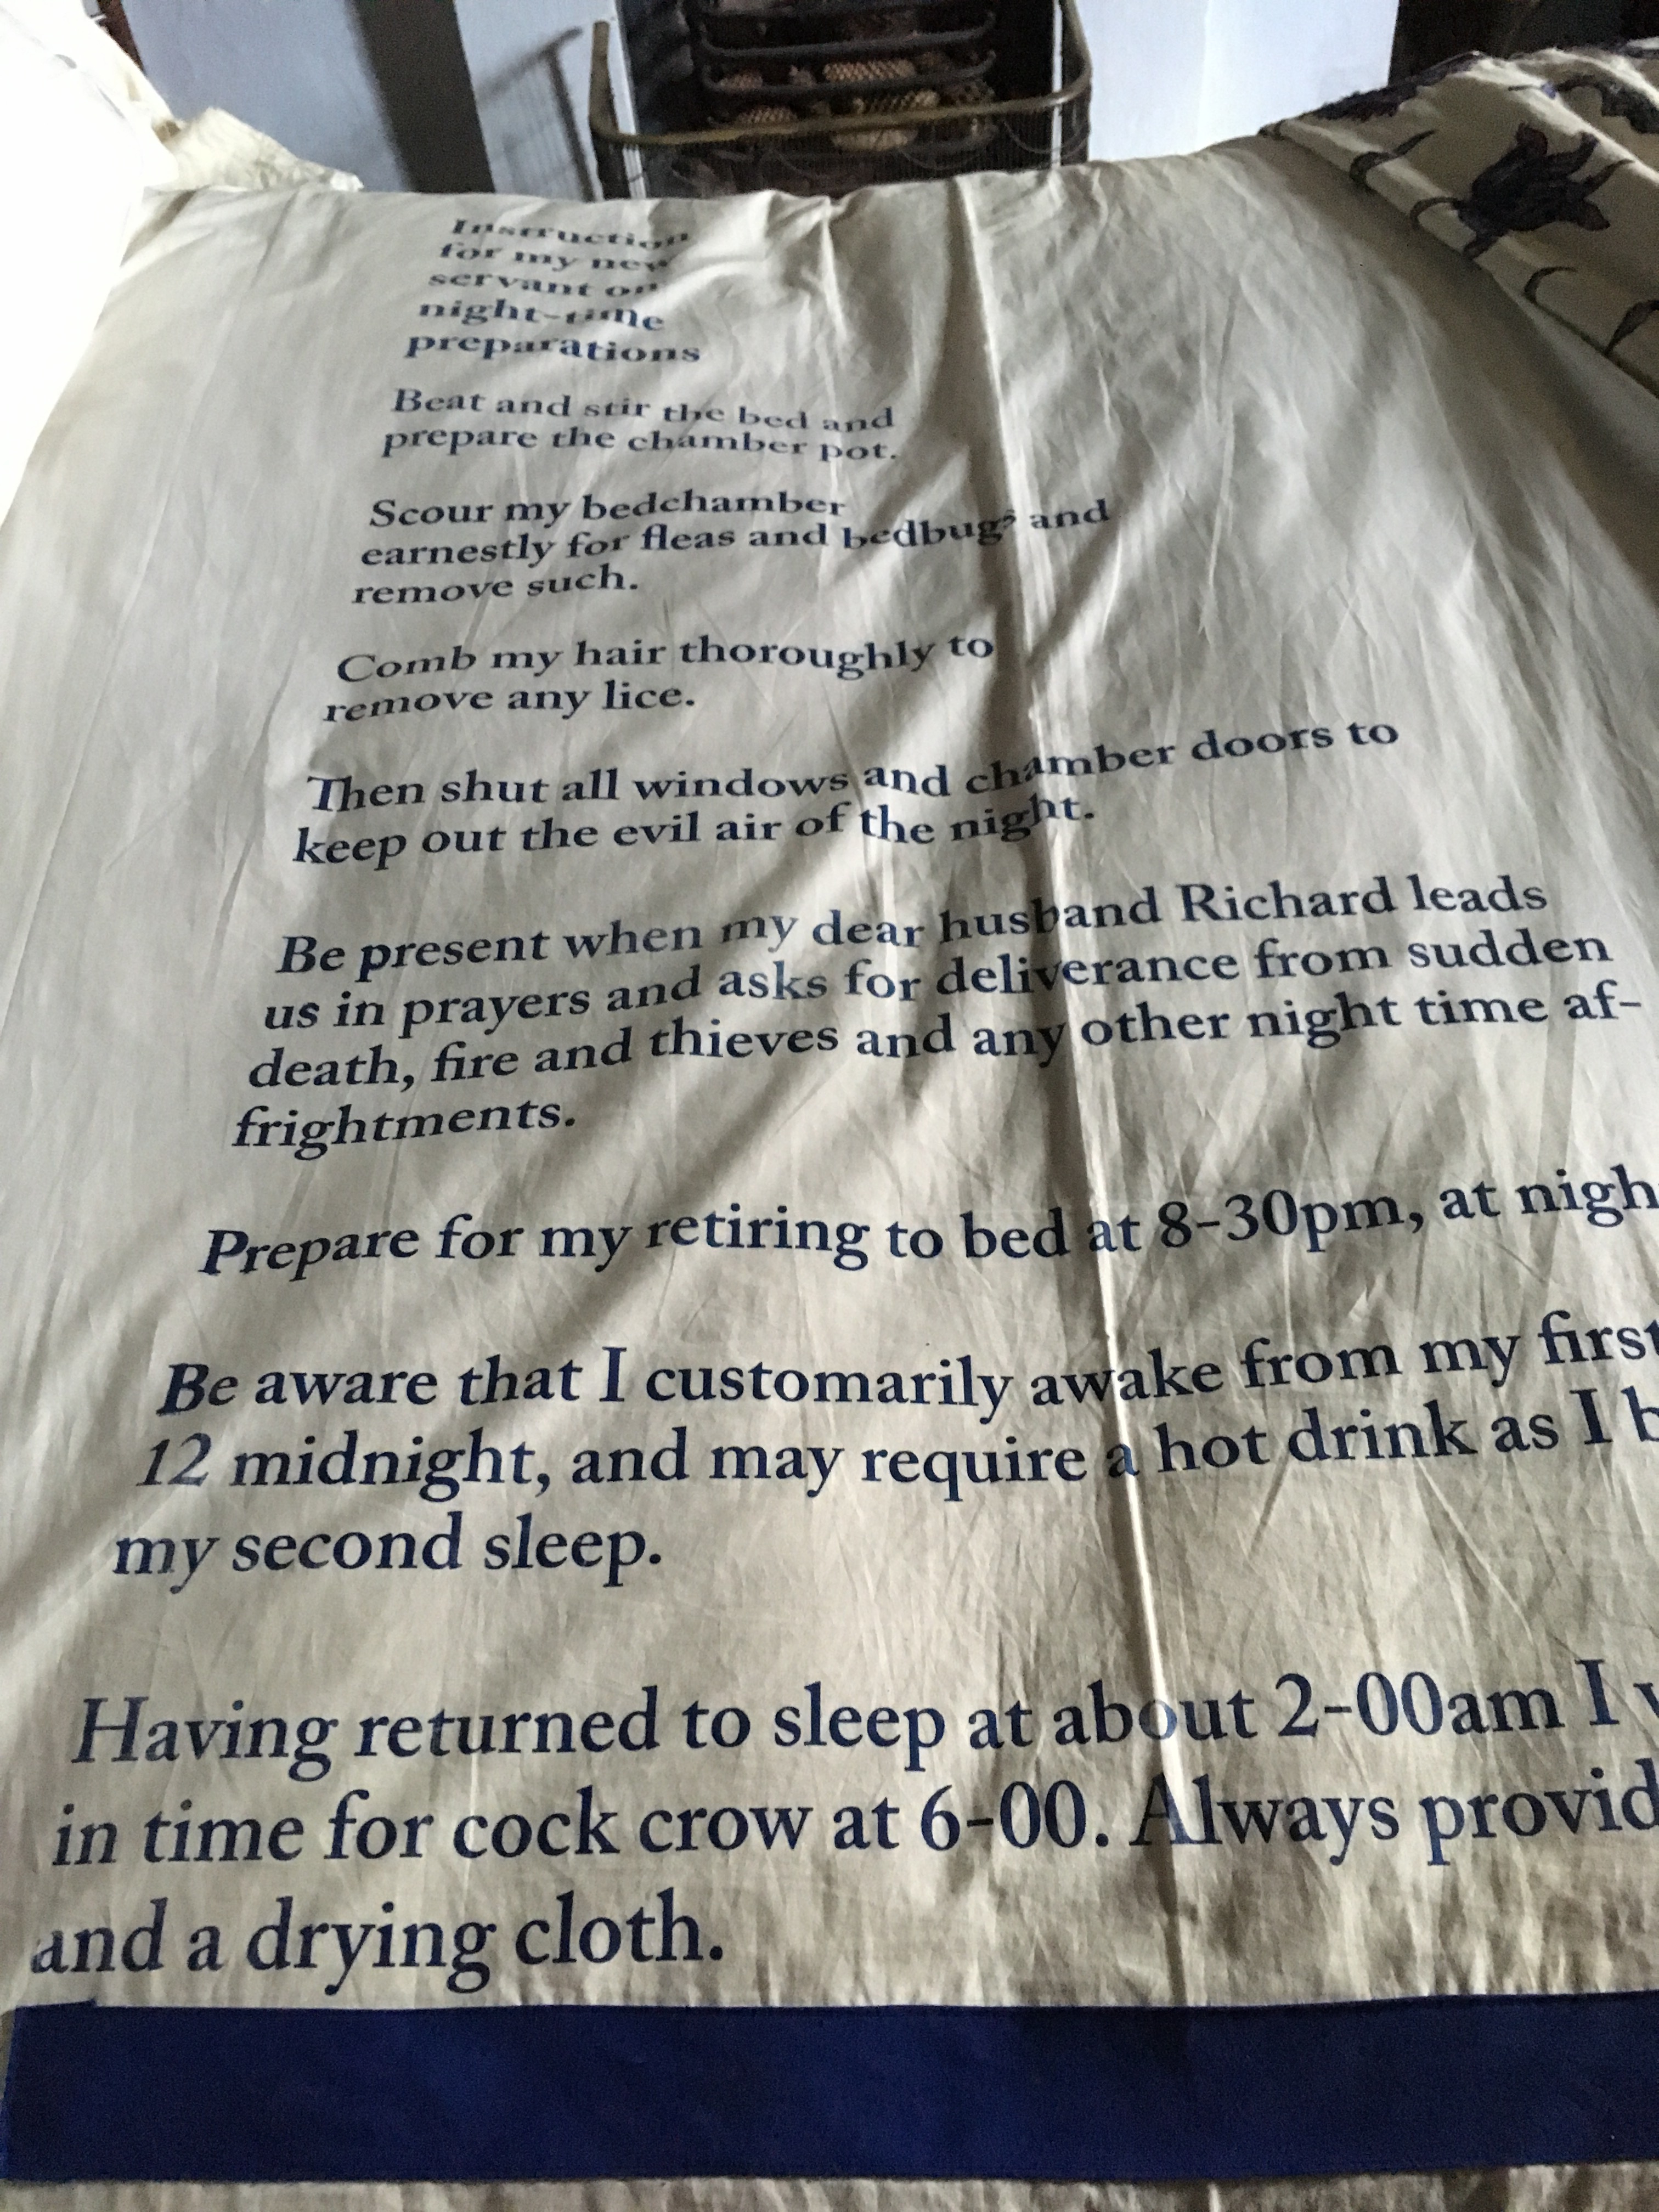 Instruction
for my new
servant on
night-time
preparations
Beat and stir the bed and
prepare the chamber pot.
Scour my bedchamber
earnestly for fleas and bedbugs and
remove such.
Comb my hair thoroughly to
remove any lice.
Then shut all windows and chamber doors to
keep out the evil air of the night.
Be present when my dear husband Richard leads
us in prayers and asks for deliverance from sudden
death, fire and thieves and any other night time af-
frightments.
Prepare for my retiring to bed at 8-30pm, at nigh
Be aware that I customarily awake from my first
12 midnight, and may require a hot drink as I
my second sleep.
Having returned to sleep at about 2-00am I
in time for cock crow at 6-00. Always provid
and a drying cloth.